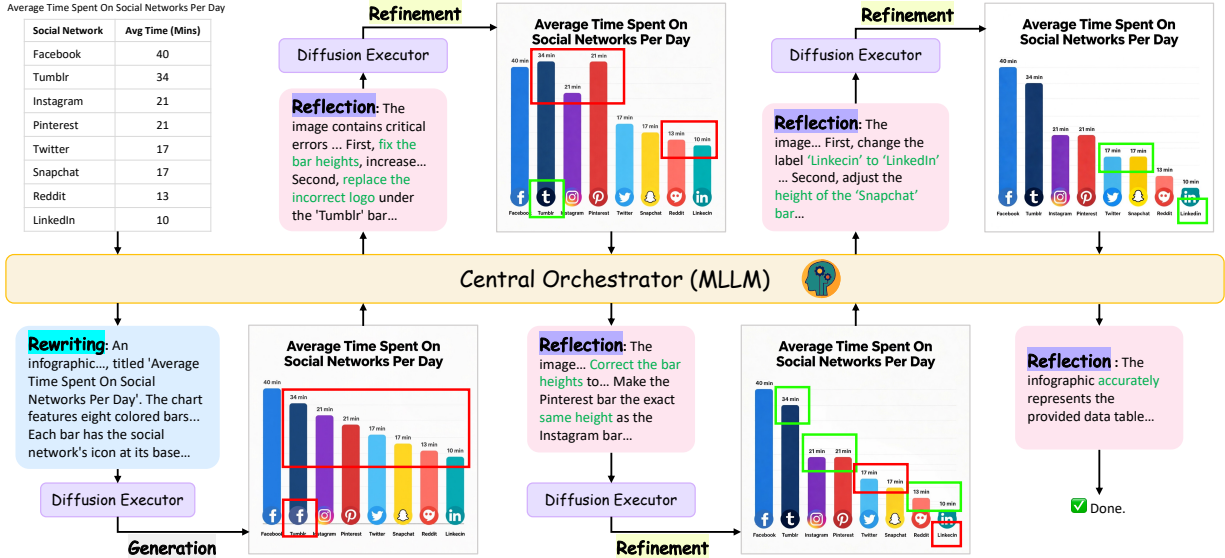 Average Time Spent On Social Networks Per Day
Social Network Avg Time (Mins)
Facebook 40
Tumblr 34
Instagram 21
Pinterest 21
Twitter 17
Snapchat 17
Reddit 13
LinkedIn 10
Rewriting: An
infographic..., titled 'Average
Time Spent On Social
Networks Per Day'. The chart
features eight colored bars...
Each bar has the social
network's icon at its base...
Diffusion Executor
Generation
Average Time Spent On
Social Networks Per Day
40 min
34 min
21 min
21 min
17 min
17 min
13 min
10 min
Facebook Tumblr Instagram Pinterest Twitter Snapchat Reddit Linkecin
Reflection: The
image contains critical
errors ... First, fix the
bar heights, increase...
Second, replace the
incorrect logo under
the 'Tumblr' bar...
Diffusion Executor
Refinement
Average Time Spent On
Social Networks Per Day
40 min
34 min
21 min
21 min
17 min
17 min
13 min
10 min
Facebook Tumblr Instagram Pinterest Twitter Snapchat Reddit Linkecin
Central Orchestrator (MLLM)
Reflection: The
image... Correct the bar
heights to... Make the
Pinterest bar the exact
same height as the
Instagram bar...
Diffusion Executor
Refinement
Average Time Spent On
Social Networks Per Day
40 min
34 min
21 min
21 min
17 min
17 min
13 min
10 min
Facebook Tumblr Instagram Pinterest Twitter Snapchat Reddit Linkecin
Reflection: The
image... First, change the
label 'Linkecin' to 'LinkedIn'
... Second, adjust the
height of the 'Snapchat'
bar...
Diffusion Executor
Refinement
Average Time Spent On
Social Networks Per Day
40 min
34 min
21 min
21 min
17 min
17 min
13 min
10 min
Facebook Tumblr Instagram Pinterest Twitter Snapchat Reddit Linkedin
Reflection : The
infographic accurately
represents the
provided data table...
Done.